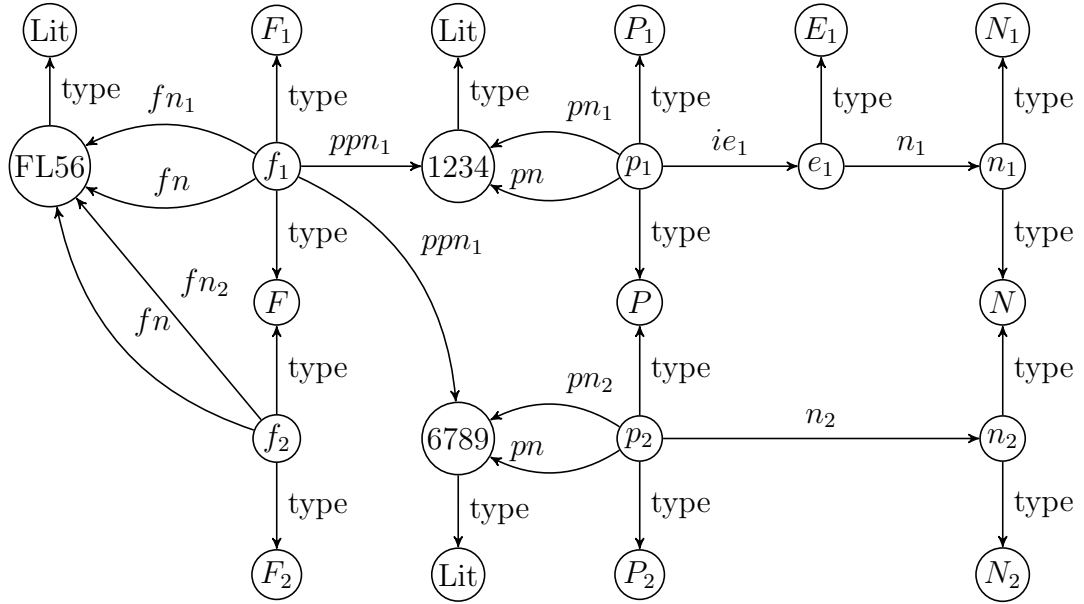 Lit F₁ Lit P₁ E₁ N₁
type type type type type type
fn₁ pn₁
ppn₁ ie₁ n₁
FL56 f₁ 1234 p₁ e₁ n₁
fn pn
type type type
ppn₁
fn₂
F P N
fn
type type type
pn₂
n₂
f₂ 6789 pn p₂ n₂
type type type type
F₂ Lit P₂ N₂